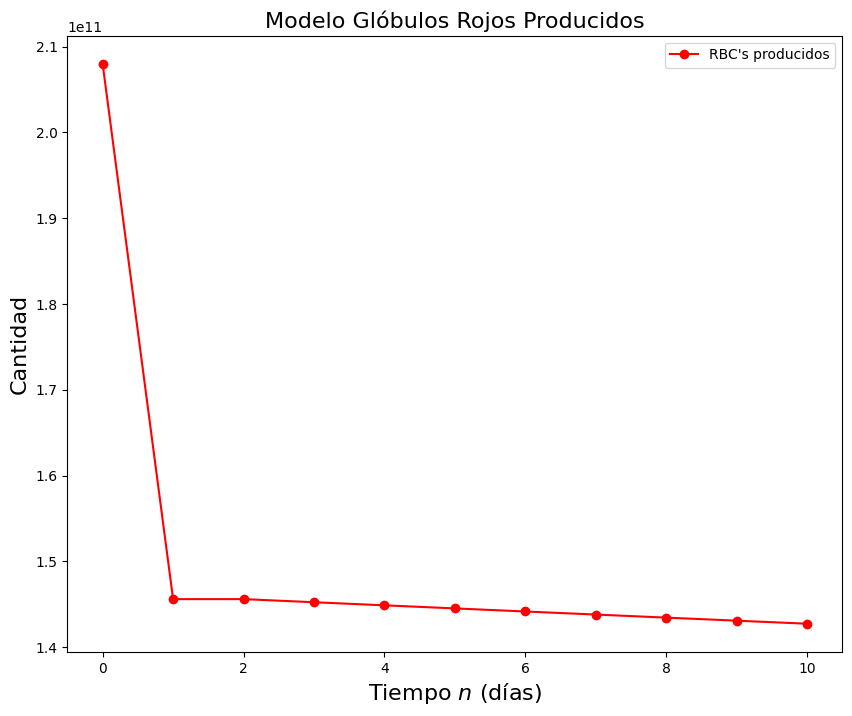 Modelo Glóbulos Rojos Producidos
1e11
RBC's producidos
2.1
2.0
1.9
1.8
1.7
1.6
1.5
1.4
Cantidad
0 2 4 6 8 10
Tiempo n (días)